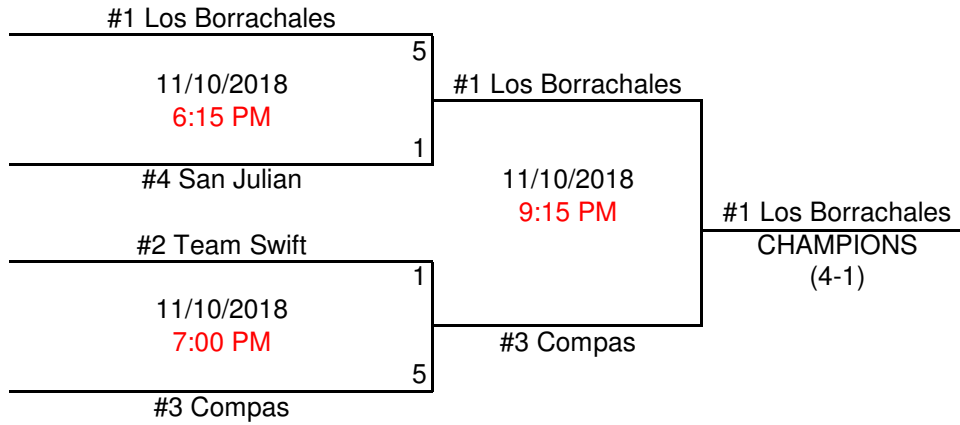 #1 Los Borrachales
5
11/10/2018
6:15 PM
1
#4 San Julian
#1 Los Borrachales
11/10/2018
9:15 PM
#2 Team Swift
1
11/10/2018
7:00 PM
5
#3 Compas
#3 Compas
#1 Los Borrachales
CHAMPIONS
(4-1)